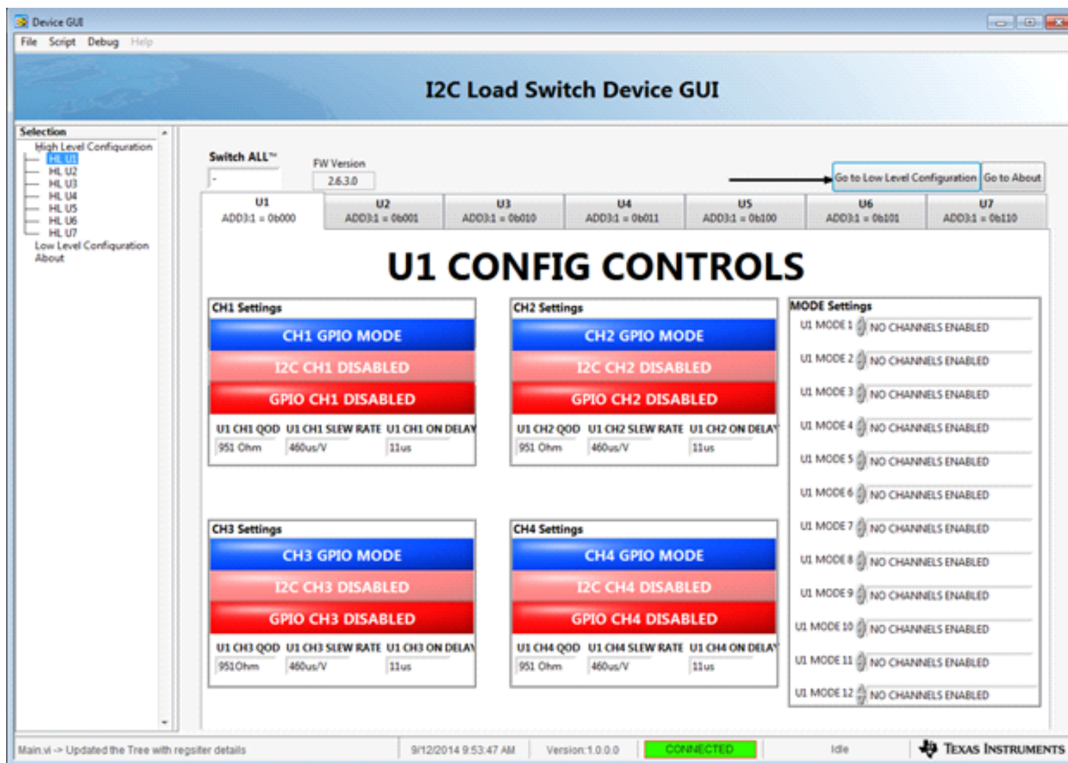 Device GUI
File Script Debug Help
I2C Load Switch Device GUI
Selection
High Level Configuration
HL U1
HL U2
HL U3
HL U4
HL U5
HL U6
HL U7
Low Level Configuration
About
Switch ALL™
-
FW Version
2.6.3.0
Go to Low Level Configuration
Go to About
U1 U2 U3 U4 U5 U6 U7
ADD3:1 = 0b000 ADD3:1 = 0b001 ADD3:1 = 0b010 ADD3:1 = 0b011 ADD3:1 = 0b100 ADD3:1 = 0b101 ADD3:1 = 0b110
U1 CONFIG CONTROLS
CH1 Settings
CH1 GPIO MODE
I2C CH1 DISABLED
GPIO CH1 DISABLED
U1 CH1 QOD U1 CH1 SLEW RATE U1 CH1 ON DELAY
951 Ohm 460us/V 11us
CH2 Settings
CH2 GPIO MODE
I2C CH2 DISABLED
GPIO CH2 DISABLED
U1 CH2 QOD U1 CH2 SLEW RATE U1 CH2 ON DELAY
951 Ohm 460us/V 11us
CH3 Settings
CH3 GPIO MODE
I2C CH3 DISABLED
GPIO CH3 DISABLED
U1 CH3 QOD U1 CH3 SLEW RATE U1 CH3 ON DELAY
951Ohm 460us/V 11us
CH4 Settings
CH4 GPIO MODE
I2C CH4 DISABLED
GPIO CH4 DISABLED
U1 CH4 QOD U1 CH4 SLEW RATE U1 CH4 ON DELAY
951 Ohm 460us/V 11us
MODE Settings
U1 MODE 1 NO CHANNELS ENABLED
U1 MODE 2 NO CHANNELS ENABLED
U1 MODE 3 NO CHANNELS ENABLED
U1 MODE 4 NO CHANNELS ENABLED
U1 MODE 5 NO CHANNELS ENABLED
U1 MODE 6 NO CHANNELS ENABLED
U1 MODE 7 NO CHANNELS ENABLED
U1 MODE 8 NO CHANNELS ENABLED
U1 MODE 9 NO CHANNELS ENABLED
U1 MODE 10 NO CHANNELS ENABLED
U1 MODE 11 NO CHANNELS ENABLED
U1 MODE 12 NO CHANNELS ENABLED
Main.vi -> Updated the Tree with regsiter details 9/12/2014 9:53:47 AM Version:1.0.0.0 CONNECTED Idle TEXAS INSTRUMENTS